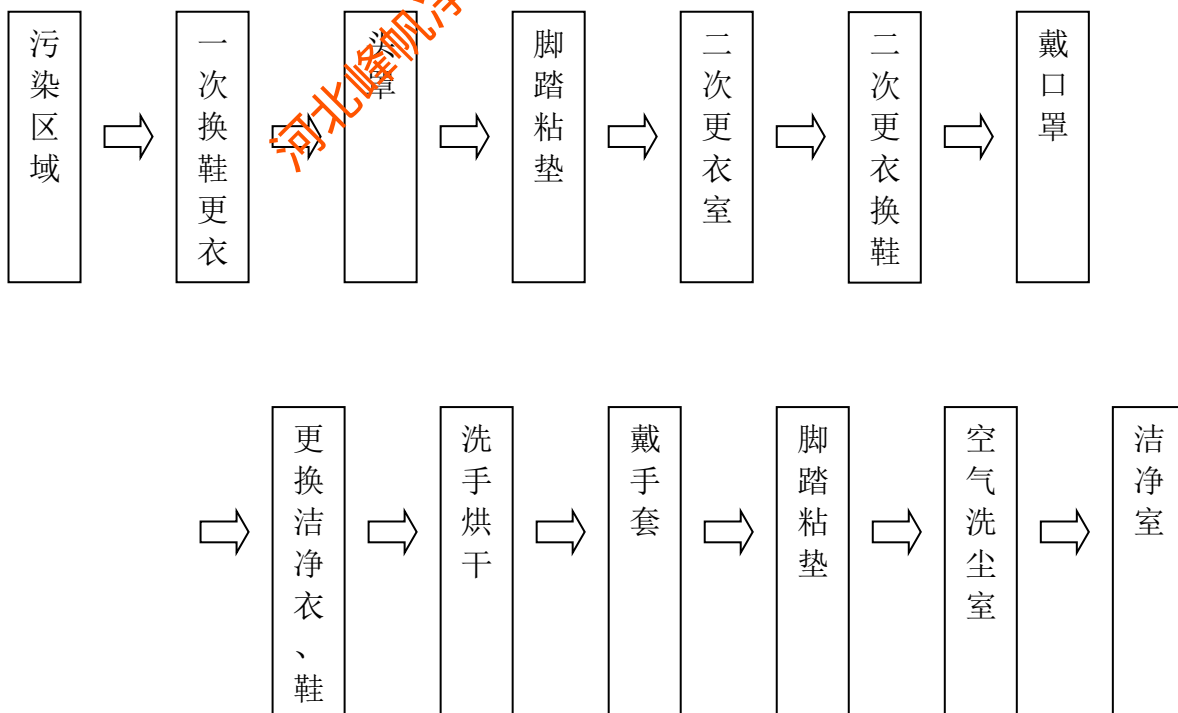 污染区域
一次换鞋更衣
头罩
脚踏粘垫
二次更衣室
二次更衣换鞋
戴口罩
更换洁净衣、鞋
洗手烘干
戴手套
脚踏粘垫
空气洗尘室
洁净室
河北峰帆净